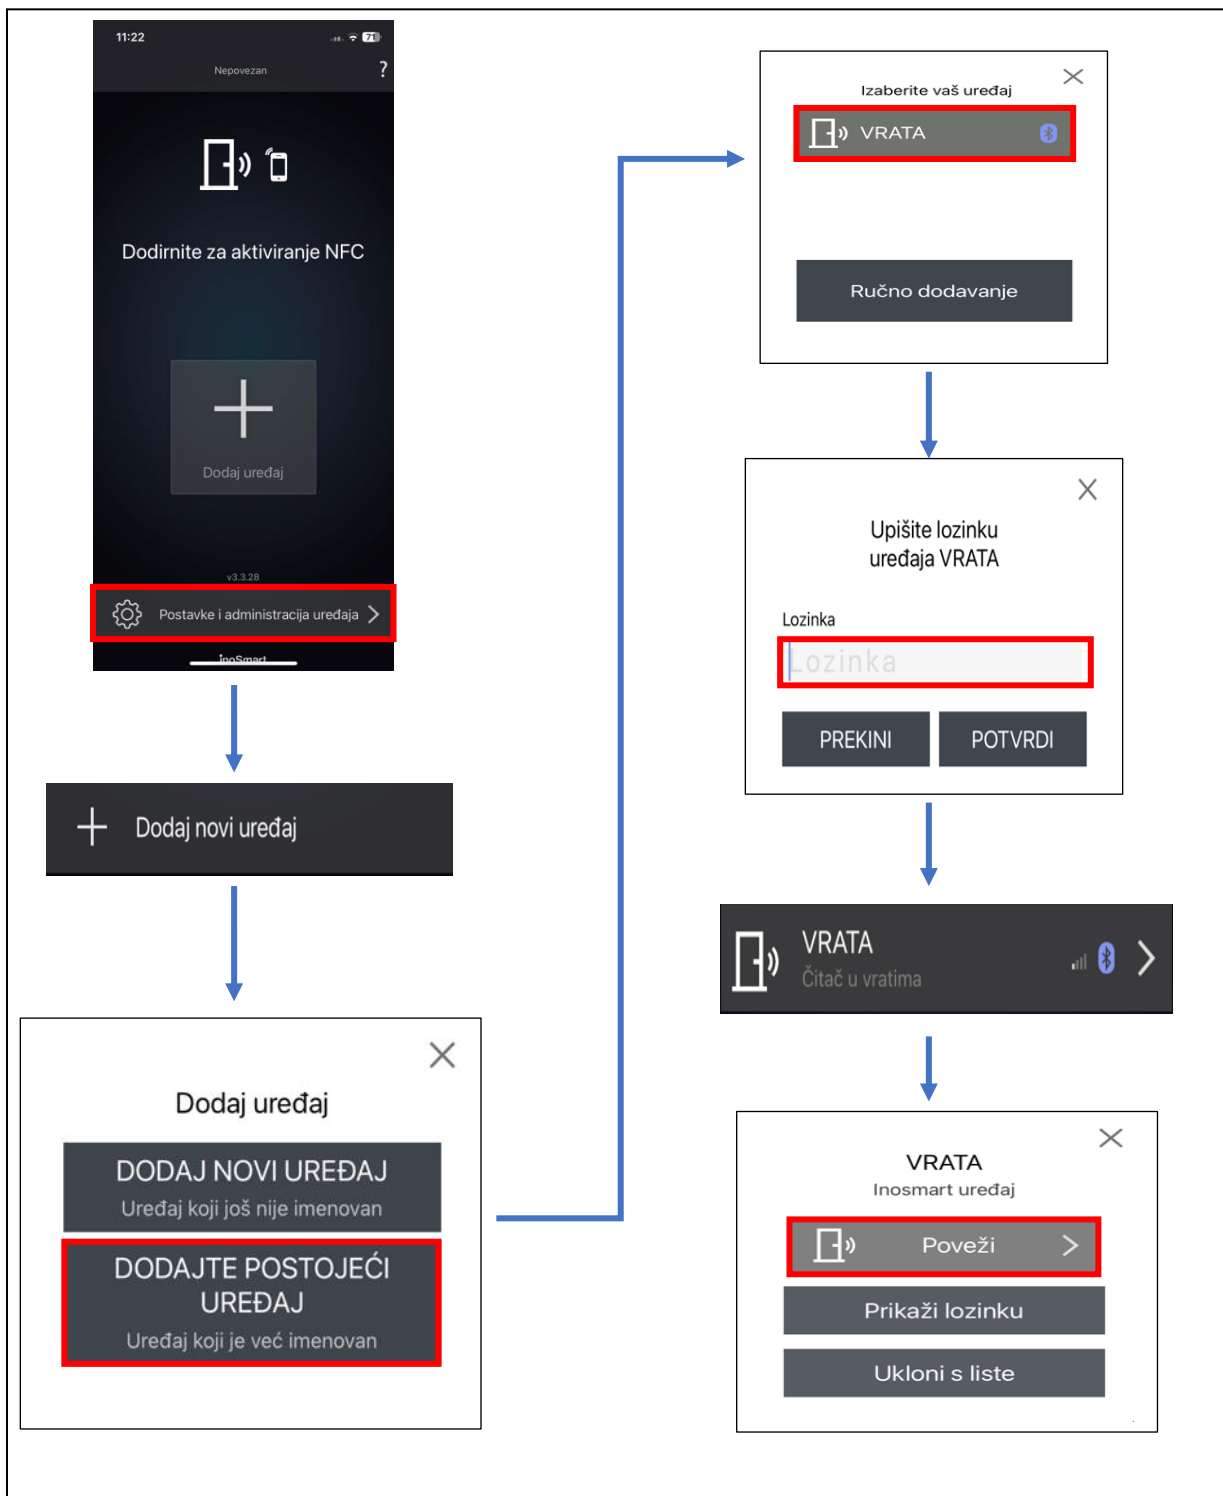 11:22
71
Nepovezan
?
Dodirnite za aktiviranje NFC
Dodaj uređaj
v3.3.28
Postavke i administracija uređaja
inoSmart
Dodaj novi uređaj
Dodaj uređaj
DODAJ NOVI UREĐAJ
Uređaj koji još nije imenovan
DODAJTE POSTOJEĆI
UREĐAJ
Uređaj koji je već imenovan
Izaberite vaš uređaj
VRATA
Ručno dodavanje
Upišite lozinku
uređaja VRATA
Lozinka
Lozinka
PREKINI POTVRDI
VRATA
Čitač u vratima
VRATA
Inosmart uređaj
Poveži
Prikaži lozinku
Ukloni s liste